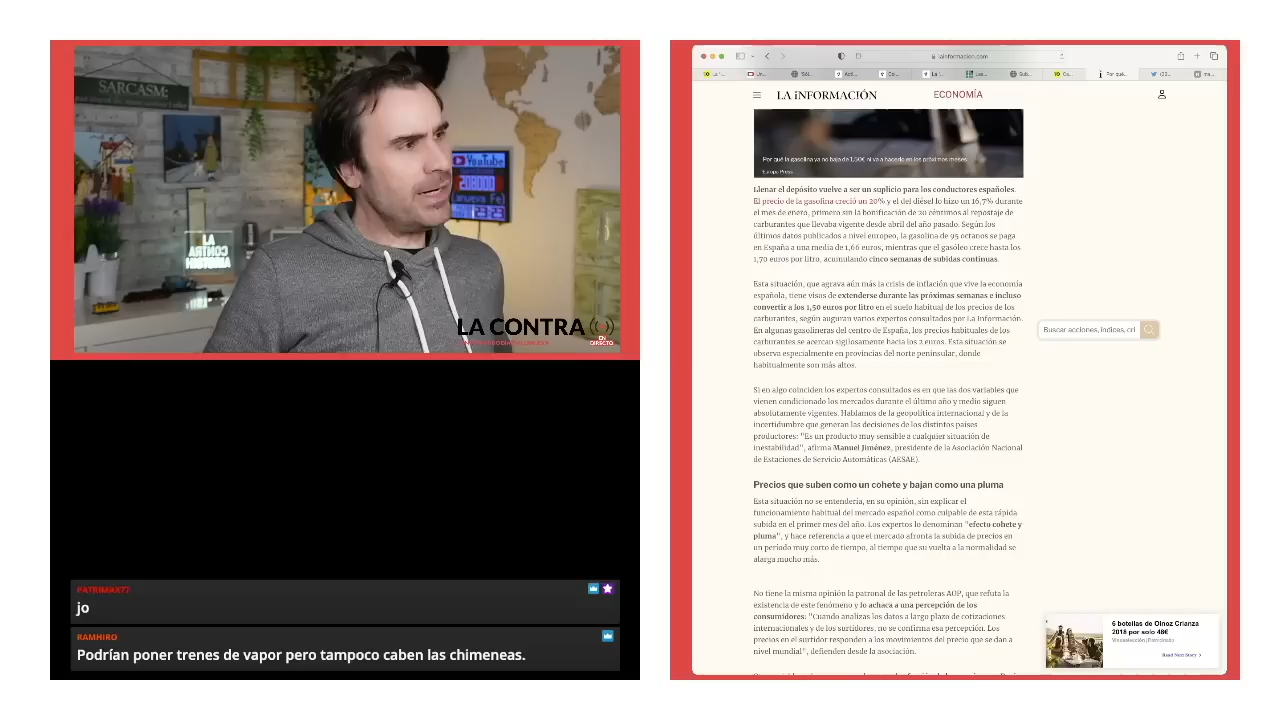 SARCASM:
YouTube
208000
LA
CONTRA
HISTORIA
LA CONTRA
EN
DIRECTO
PATRIMAX77
jo
RAMHIRO
Podrían poner trenes de vapor pero tampoco caben las chimeneas.
lainformacion.com
Por qué...
LA iNFORMACIÓN
ECONOMÍA
Por qué la gasolina ya no baja de 1,50€ ni va a hacerlo en los próximos meses
Europa Press
Llenar el depósito vuelve a ser un suplicio para los conductores españoles.
El precio de la gasolina creció un 20% y el del diésel lo hizo un 16,7% durante
el mes de enero, primero sin la bonificación de 20 céntimos al repostaje de
carburantes que llevaba vigente desde abril del año pasado. Según los
últimos datos publicados a nivel europeo, la gasolina de 95 octanos se paga
en España a una media de 1,66 euros, mientras que el gasóleo crece hasta los
1,70 euros por litro, acumulando cinco semanas de subidas continuas.
Esta situación, que agrava aún más la crisis de inflación que vive la economía
española, tiene visos de extenderse durante las próximas semanas e incluso
convertir a los 1,50 euros por litro en el suelo habitual de los precios de los
carburantes, según auguran varios expertos consultados por La Información.
En algunas gasolineras del centro de España, los precios habituales de los
carburantes se acercan sigilosamente hacia los 2 euros. Esta situación se
observa especialmente en provincias del norte peninsular, donde
habitualmente son más altos.
Si en algo coinciden los expertos consultados es en que las dos variables que
vienen condicionado los mercados durante el último año y medio siguen
absolutamente vigentes. Hablamos de la geopolítica internacional y de la
incertidumbre que generan las decisiones de los distintos países
productores: "Es un producto muy sensible a cualquier situación de
inestabilidad", afirma Manuel Jiménez, presidente de la Asociación Nacional
de Estaciones de Servicio Automáticas (AESAE).
Precios que suben como un cohete y bajan como una pluma
Esta situación no se entendería, en su opinión, sin explicar el
funcionamiento habitual del mercado español como culpable de esta rápida
subida en el primer mes del año. Los expertos lo denominan "efecto cohete y
pluma", y hace referencia a que el mercado afronta la subida de precios en
un periodo muy corto de tiempo, al tiempo que su vuelta a la normalidad se
alarga mucho más.
No tiene la misma opinión la patronal de las petroleras AOP, que refuta la
existencia de este fenómeno y lo achaca a una percepción de los
consumidores: "Cuando analizas los datos a largo plazo de cotizaciones
internacionales y de los surtidores, no se confirma esa percepción. Los
precios en el surtidor responden a los movimientos del precio que se dan a
nivel mundial", defienden desde la asociación.
Buscar acciones, índices, cri
6 botellas de Oinoz Crianza
2018 por solo 48€
Vinoselección | Patrocinado
Read Next Story >